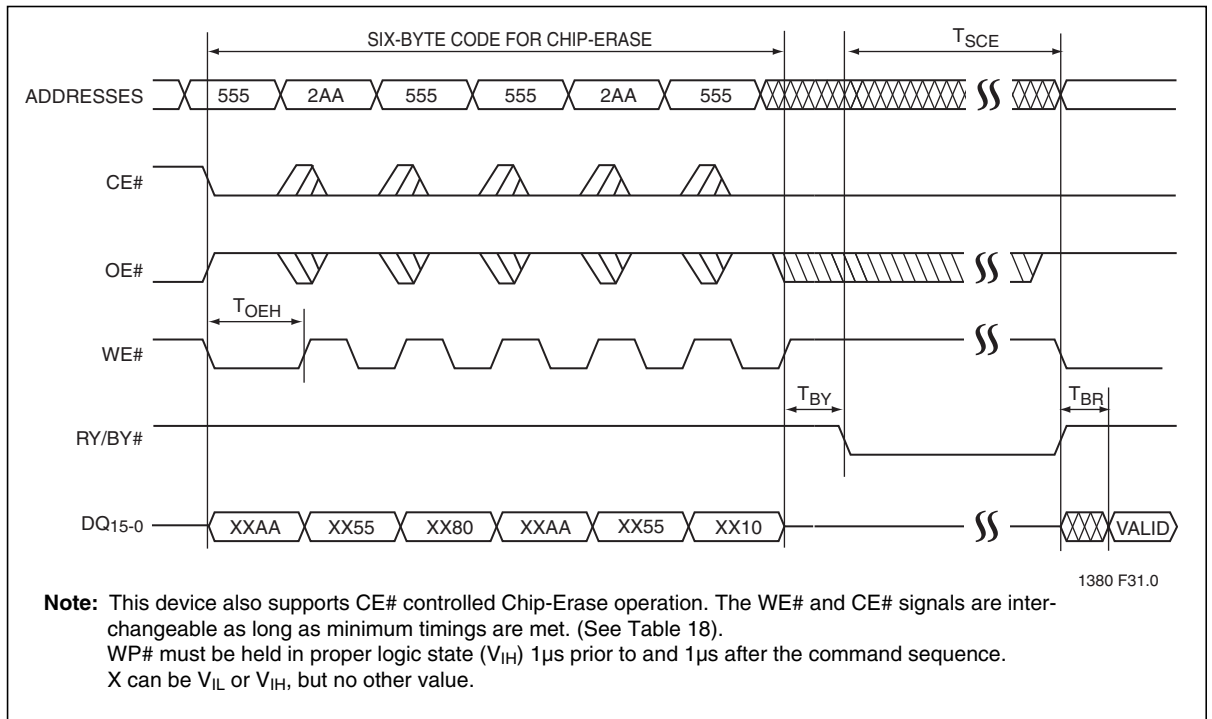 SIX-BYTE CODE FOR CHIP-ERASE
TSCE
ADDRESSES 555 2AA 555 555 2AA 555
CE#
OE#
TOEH
WE#
TBY
TBR
RY/BY#
DQ15-0 XXAA XX55 XX80 XXAA XX55 XX10 VALID
1380 F31.0
Note: This device also supports CE# controlled Chip-Erase operation. The WE# and CE# signals are inter-
changeable as long as minimum timings are met. (See Table 18).
WP# must be held in proper logic state (VIH) 1µs prior to and 1µs after the command sequence.
X can be VIL or VIH, but no other value.